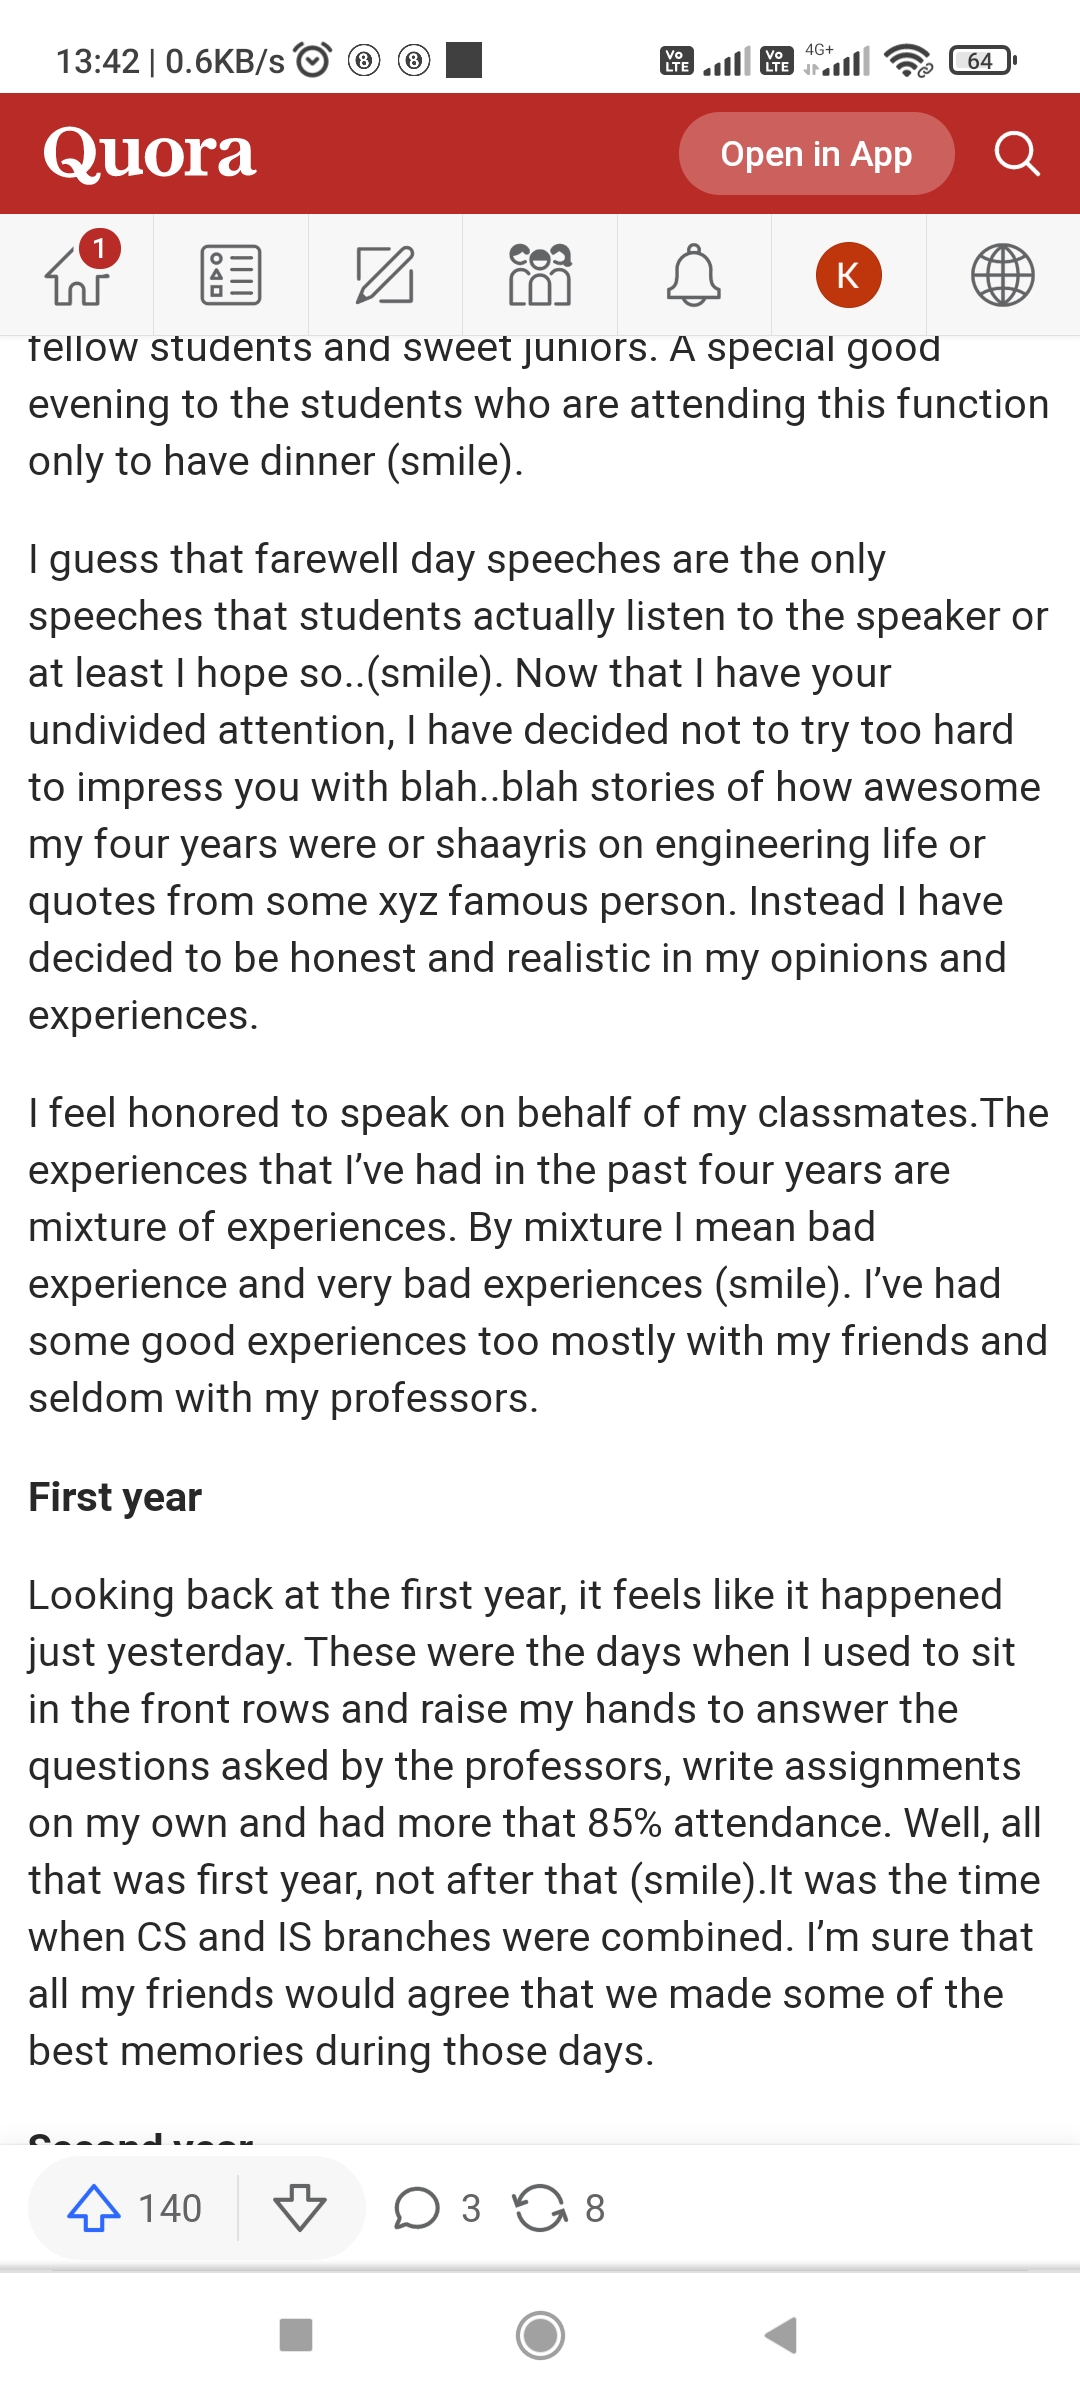 13:42 | 0.6KB/s 8 8 Vo LTE Vo LTE 4G+ 64
Quora Open in App
1 K
fellow students and sweet juniors. A special good
evening to the students who are attending this function
only to have dinner (smile).
I guess that farewell day speeches are the only
speeches that students actually listen to the speaker or
at least I hope so..(smile). Now that I have your
undivided attention, I have decided not to try too hard
to impress you with blah..blah stories of how awesome
my four years were or shaayris on engineering life or
quotes from some xyz famous person. Instead I have
decided to be honest and realistic in my opinions and
experiences.
I feel honored to speak on behalf of my classmates.The
experiences that I’ve had in the past four years are
mixture of experiences. By mixture I mean bad
experience and very bad experiences (smile). I’ve had
some good experiences too mostly with my friends and
seldom with my professors.
First year
Looking back at the first year, it feels like it happened
just yesterday. These were the days when I used to sit
in the front rows and raise my hands to answer the
questions asked by the professors, write assignments
on my own and had more that 85% attendance. Well, all
that was first year, not after that (smile).It was the time
when CS and IS branches were combined. I’m sure that
all my friends would agree that we made some of the
best memories during those days.
Second year
140 3 8